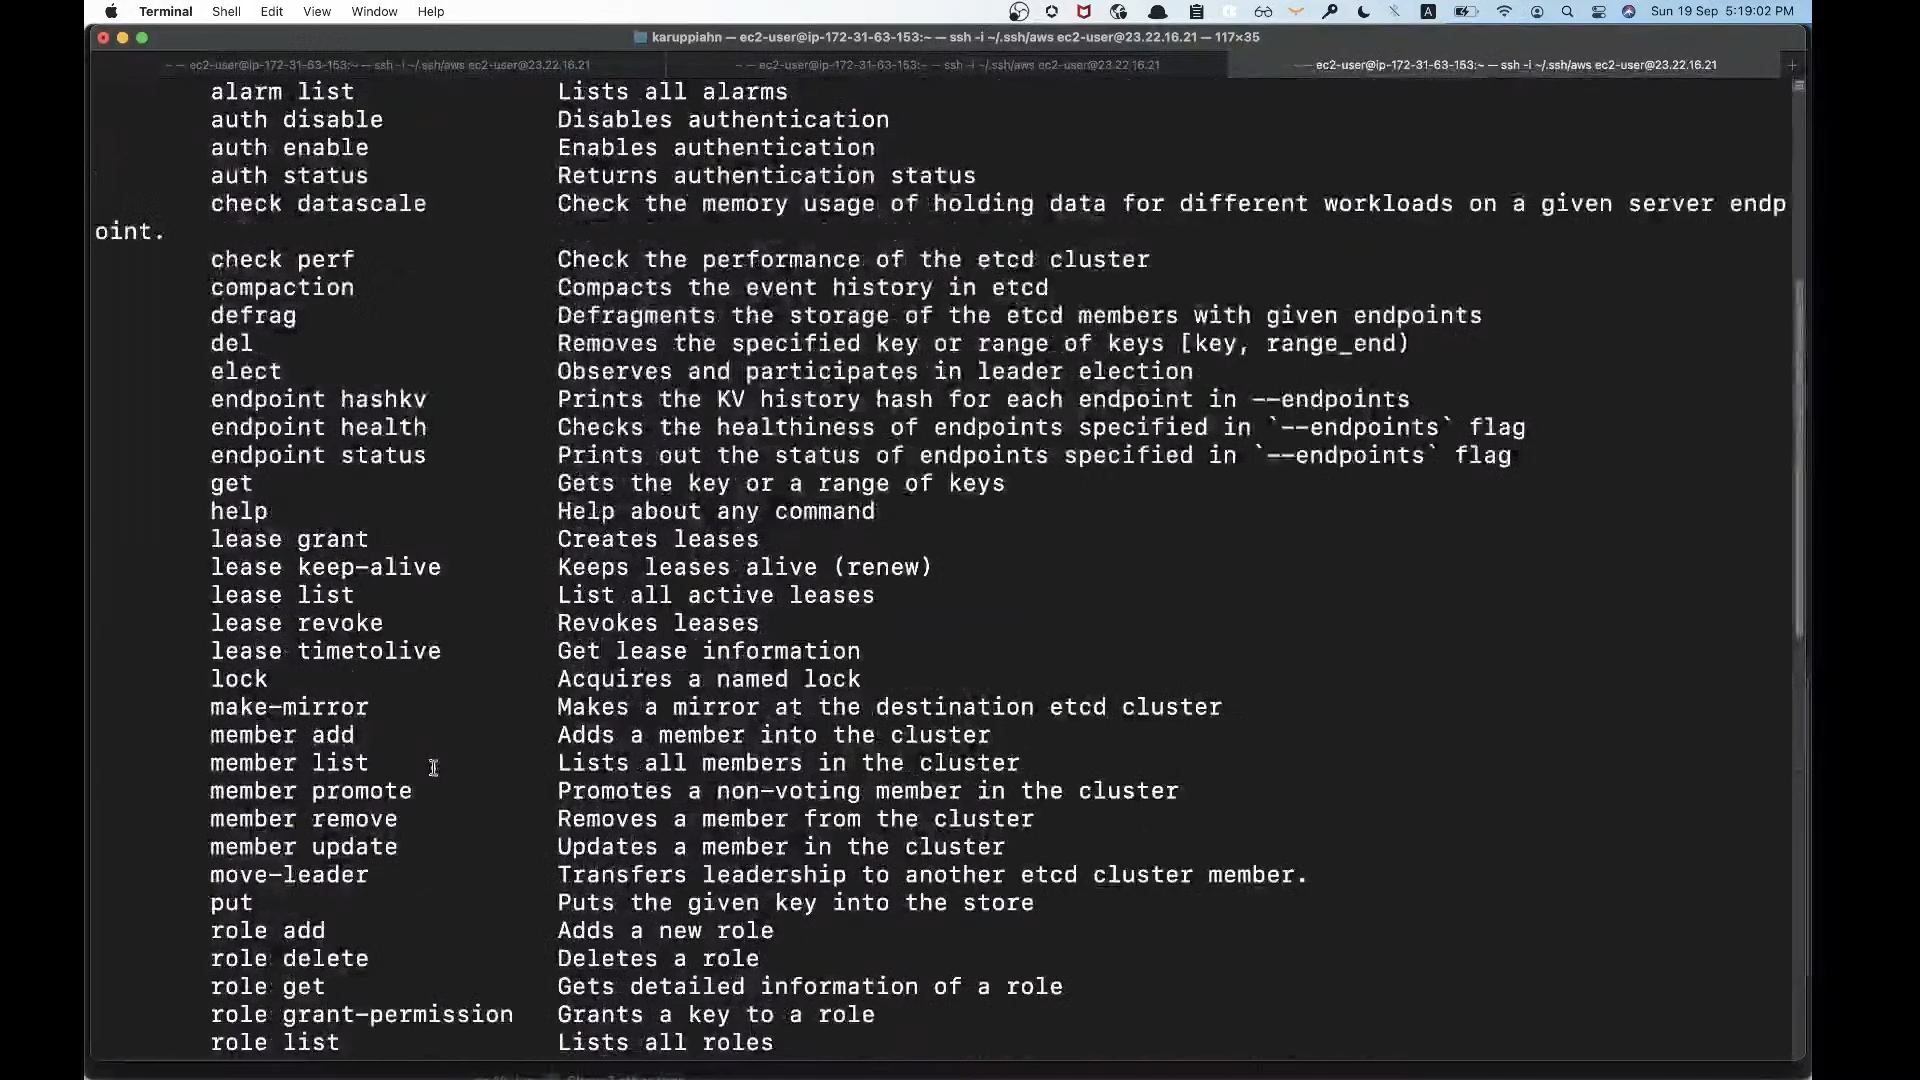 Terminal Shell Edit View Window Help Sun 19 Sep 5:19:02 PM
karuppiahn — ec2-user@ip-172-31-63-153:~ — ssh -i ~/.ssh/aws ec2-user@23.22.16.21 — 117×35
— ec2-user@ip-172-31-63-153:~ — ssh -i ~/.ssh/aws ec2-user@23.22.16.21 — ec2-user@ip-172-31-63-153:~ — ssh -i ~/.ssh/aws ec2-user@23.22.16.21 ec2-user@ip-172-31-63-153:~ — ssh -i ~/.ssh/aws ec2-user@23.22.16.21 +
alarm list Lists all alarms
auth disable Disables authentication
auth enable Enables authentication
auth status Returns authentication status
check datascale Check the memory usage of holding data for different workloads on a given server endp
oint.
check perf Check the performance of the etcd cluster
compaction Compacts the event history in etcd
defrag Defragments the storage of the etcd members with given endpoints
del Removes the specified key or range of keys [key, range_end)
elect Observes and participates in leader election
endpoint hashkv Prints the KV history hash for each endpoint in --endpoints
endpoint health Checks the healthiness of endpoints specified in `--endpoints` flag
endpoint status Prints out the status of endpoints specified in `--endpoints` flag
get Gets the key or a range of keys
help Help about any command
lease grant Creates leases
lease keep-alive Keeps leases alive (renew)
lease list List all active leases
lease revoke Revokes leases
lease timetolive Get lease information
lock Acquires a named lock
make-mirror Makes a mirror at the destination etcd cluster
member add Adds a member into the cluster
member list Lists all members in the cluster
member promote Promotes a non-voting member in the cluster
member remove Removes a member from the cluster
member update Updates a member in the cluster
move-leader Transfers leadership to another etcd cluster member.
put Puts the given key into the store
role add Adds a new role
role delete Deletes a role
role get Gets detailed information of a role
role grant-permission Grants a key to a role
role list Lists all roles